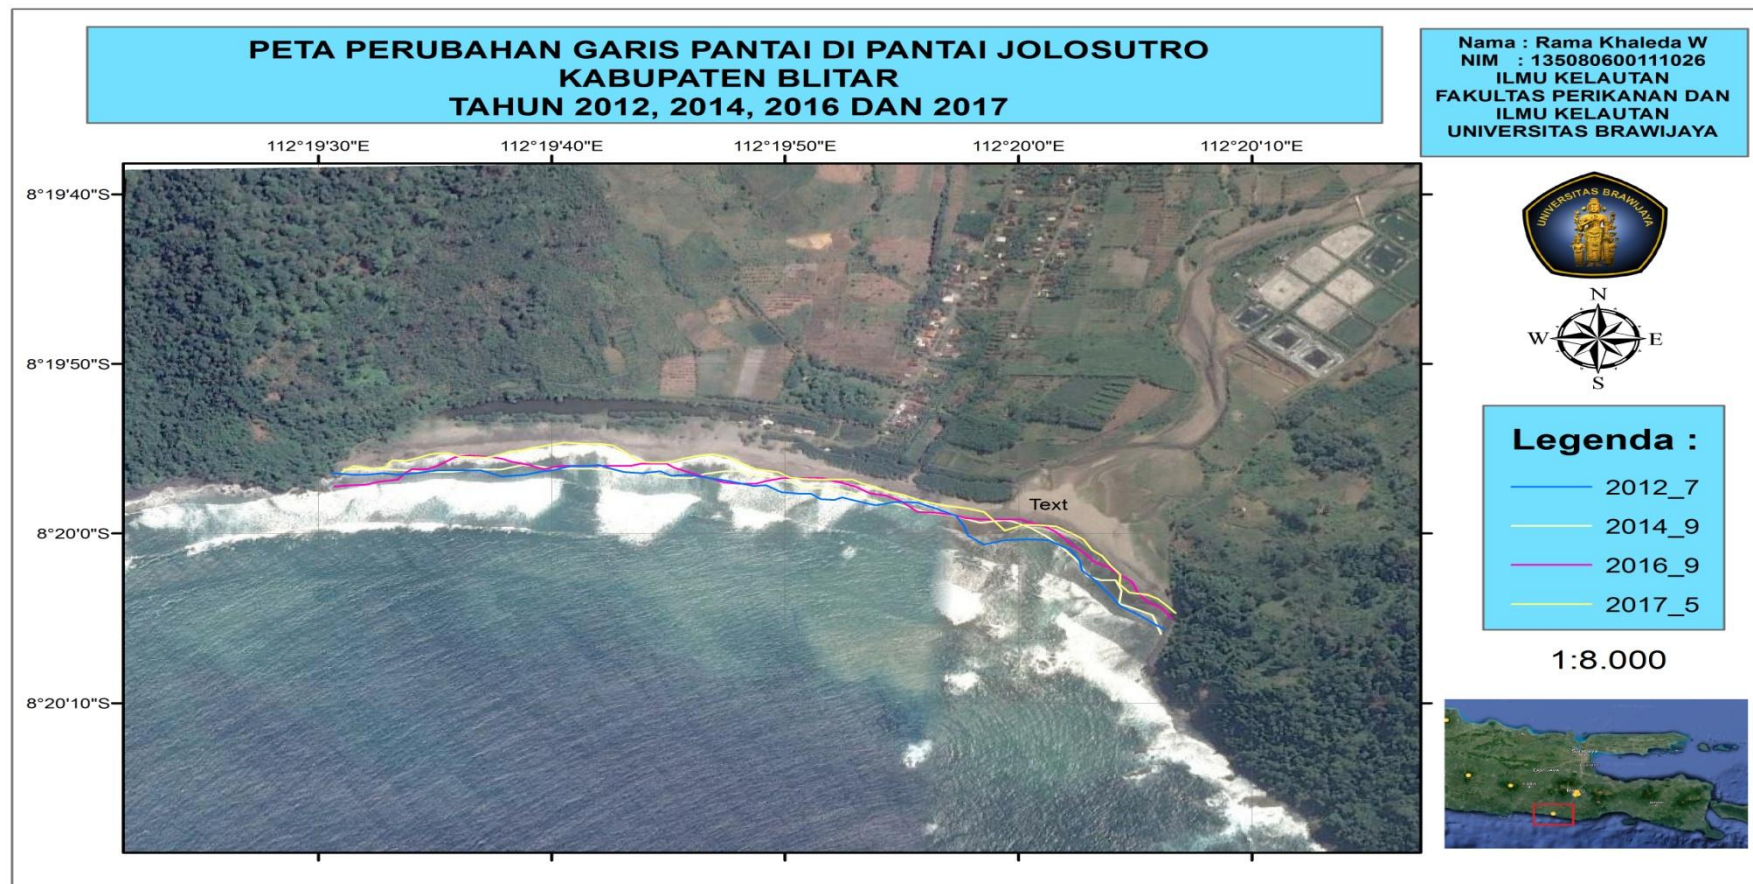 PETA PERUBAHAN GARIS PANTAI DI PANTAI JOLOSUTRO
KABUPATEN BLITAR
TAHUN 2012, 2014, 2016 DAN 2017
Nama : Rama Khaleda W
NIM : 135080600111026
ILMU KELAUTAN
FAKULTAS PERIKANAN DAN
ILMU KELAUTAN
UNIVERSITAS BRAWIJAYA
112°19'30"E 112°19'40"E 112°19'50"E 112°20'0"E 112°20'10"E
8°19'40"S
8°19'50"S
8°20'0"S
8°20'10"S
Text
UNIVERSITAS BRAWIJAYA
N
W E
S
Legenda :
2012_7
2014_9
2016_9
2017_5
1:8.000